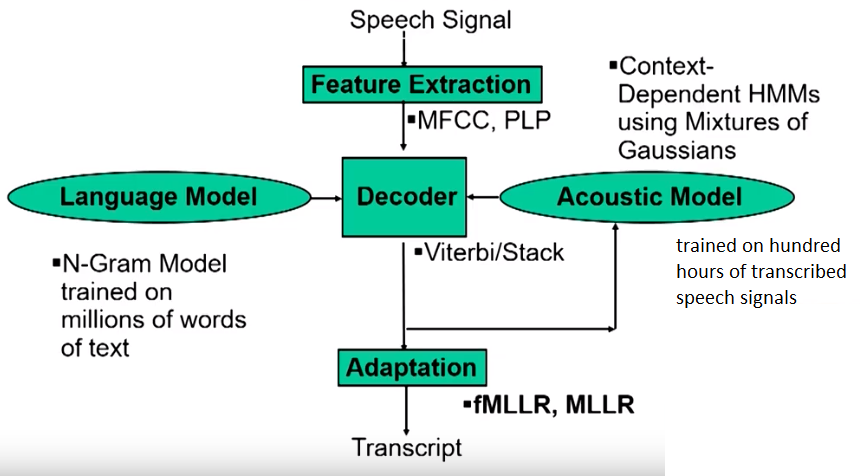 Speech Signal
Feature Extraction
▪MFCC, PLP
▪Context-
Dependent HMMs
using Mixtures of
Gaussians
Language Model
Decoder
Acoustic Model
▪N-Gram Model
trained on
millions of words
of text
▪Viterbi/Stack
trained on hundred
hours of transcribed
speech signals
Adaptation
▪fMLLR, MLLR
Transcript